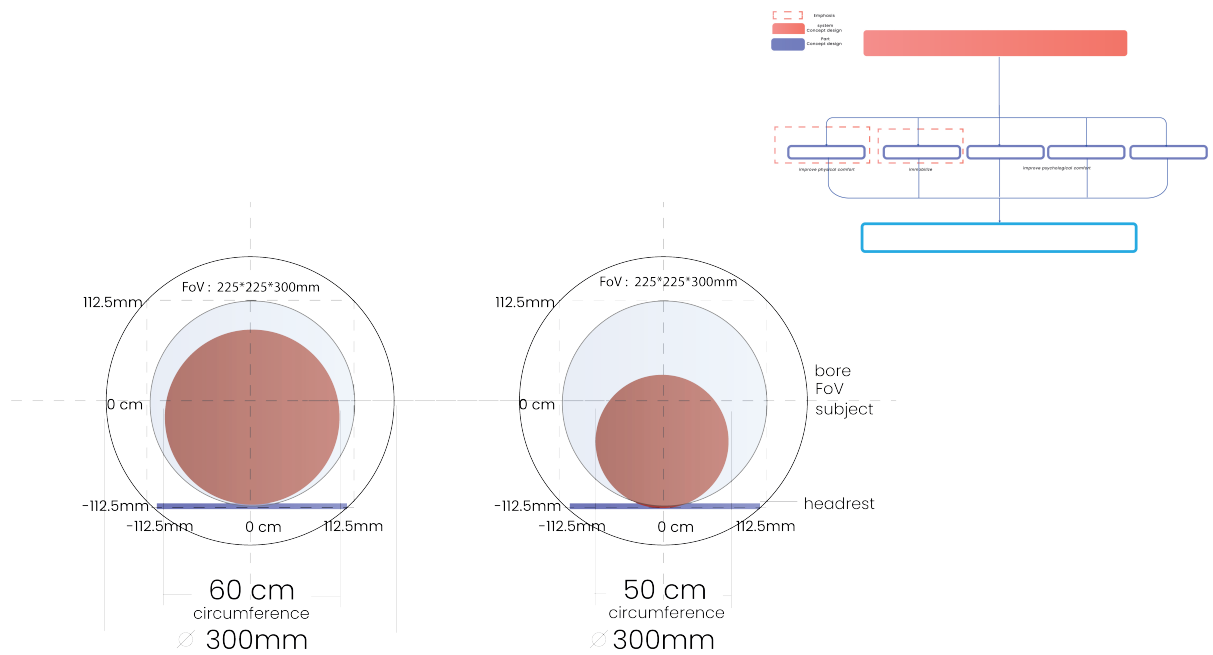 Emphasis
system
Concept design
Part
Concept design
improve physical comfort
immobilize
improve psychological comfort
FoV : 225*225*300mm
112.5mm
0 cm
-112.5mm
-112.5mm
0 cm
112.5mm
60 cm
circumference
300mm
FoV : 225*225*300mm
112.5mm
0 cm
-112.5mm
-112.5mm
0 cm
112.5mm
50 cm
circumference
300mm
bore
FoV
subject
headrest